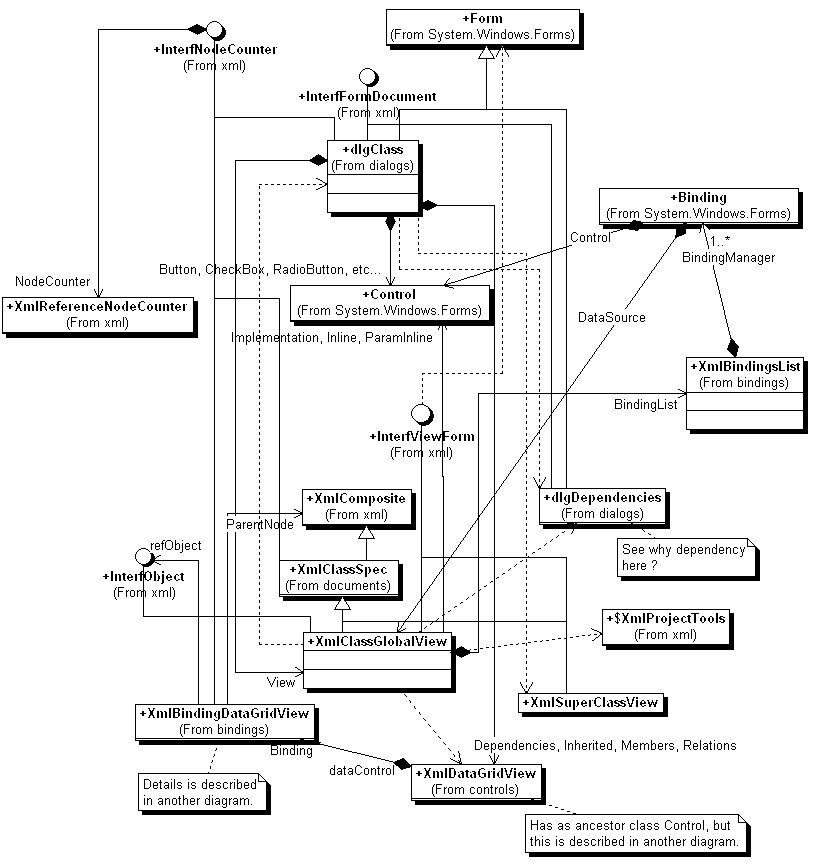 +Form
(From System.Windows.Forms)
+InterfNodeCounter
(From xml)
+InterfFormDocument
(From xml)
+dlgClass
(From dialogs)
+Binding
(From System.Windows.Forms)
Control
1..*
BindingManager
Button, CheckBox, RadioButton, etc...
NodeCounter
+XmlReferenceNodeCounter
(From xml)
+Control
(From System.Windows.Forms)
DataSource
Implementation, Inline, ParamInline
+XmlBindingsList
(From bindings)
BindingList
+InterfViewForm
(From xml)
+XmlComposite
(From xml)
ParentNode
+dlgDependencies
(From dialogs)
refObject
+InterfObject
(From xml)
+XmlClassSpec
(From documents)
See why dependency
here ?
+$XmlProjectTools
(From xml)
+XmlClassGlobalView
View
+XmlSuperClassView
+XmlBindingDataGridView
(From bindings)
Binding
Dependencies, Inherited, Members, Relations
dataControl
+XmlDataGridView
(From controls)
Details is described
in another diagram.
Has as ancestor class Control, but
this is described in another diagram.